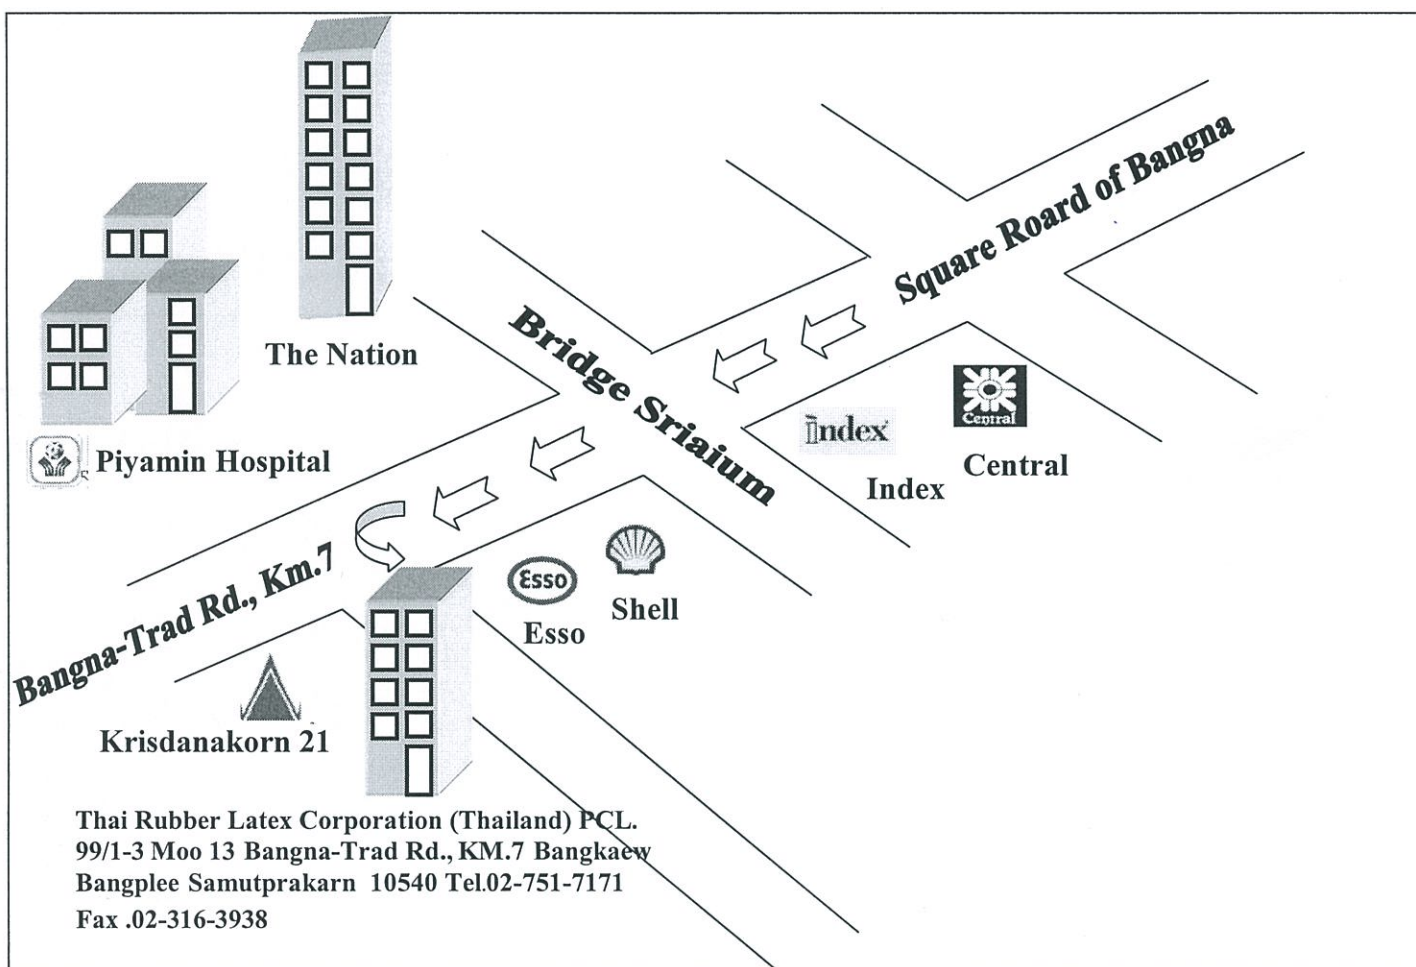 Square Roard of Bangna
The Nation
Bridge Sriaium
Central
Index
Index
Central
Piyamin Hospital
Bangna-Trad Rd., Km.7
Esso
Esso
Shell
Krisdanakorn 21
Thai Rubber Latex Corporation (Thailand) PCL.
99/1-3 Moo 13 Bangna-Trad Rd., KM.7 Bangkaew
Bangplee Samutprakarn 10540 Tel.02-751-7171
Fax .02-316-3938